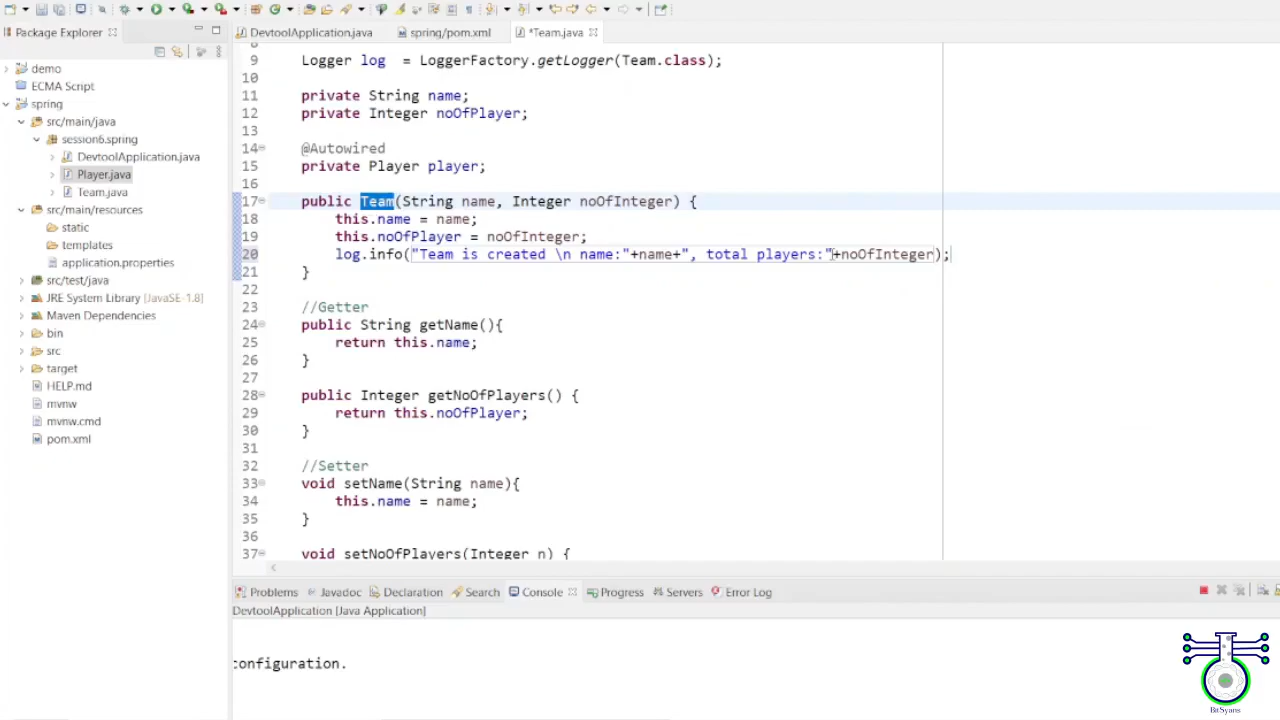 Package Explorer
DevtoolApplication.java
spring/pom.xml
*Team.java
demo
ECMA Script
spring
src/main/java
session6.spring
DevtoolApplication.java
Player.java
Team.java
src/main/resources
static
templates
application.properties
src/test/java
JRE System Library [JavaSE-1.8]
Maven Dependencies
bin
src
target
HELP.md
mvnw
mvnw.cmd
pom.xml
8
9 Logger log  = LoggerFactory.getLogger(Team.class);
10
11 private String name;
12 private Integer noOfPlayer;
13
14 @Autowired
15 private Player player;
16
17 public Team(String name, Integer noOfInteger) {
18 this.name = name;
19 this.noOfPlayer = noOfInteger;
20 log.info("Team is created \n name:"+name+", total players:"+noOfInteger);
21 }
22
23 //Getter
24 public String getName(){
25 return this.name;
26 }
27
28 public Integer getNoOfPlayers() {
29 return this.noOfPlayer;
30 }
31
32 //Setter
33 void setName(String name){
34 this.name = name;
35 }
36
37 void setNoOfPlayers(Integer n) {
Problems Javadoc Declaration Search Console Progress Servers Error Log
DevtoolApplication [Java Application]
configuration.
BitSyans